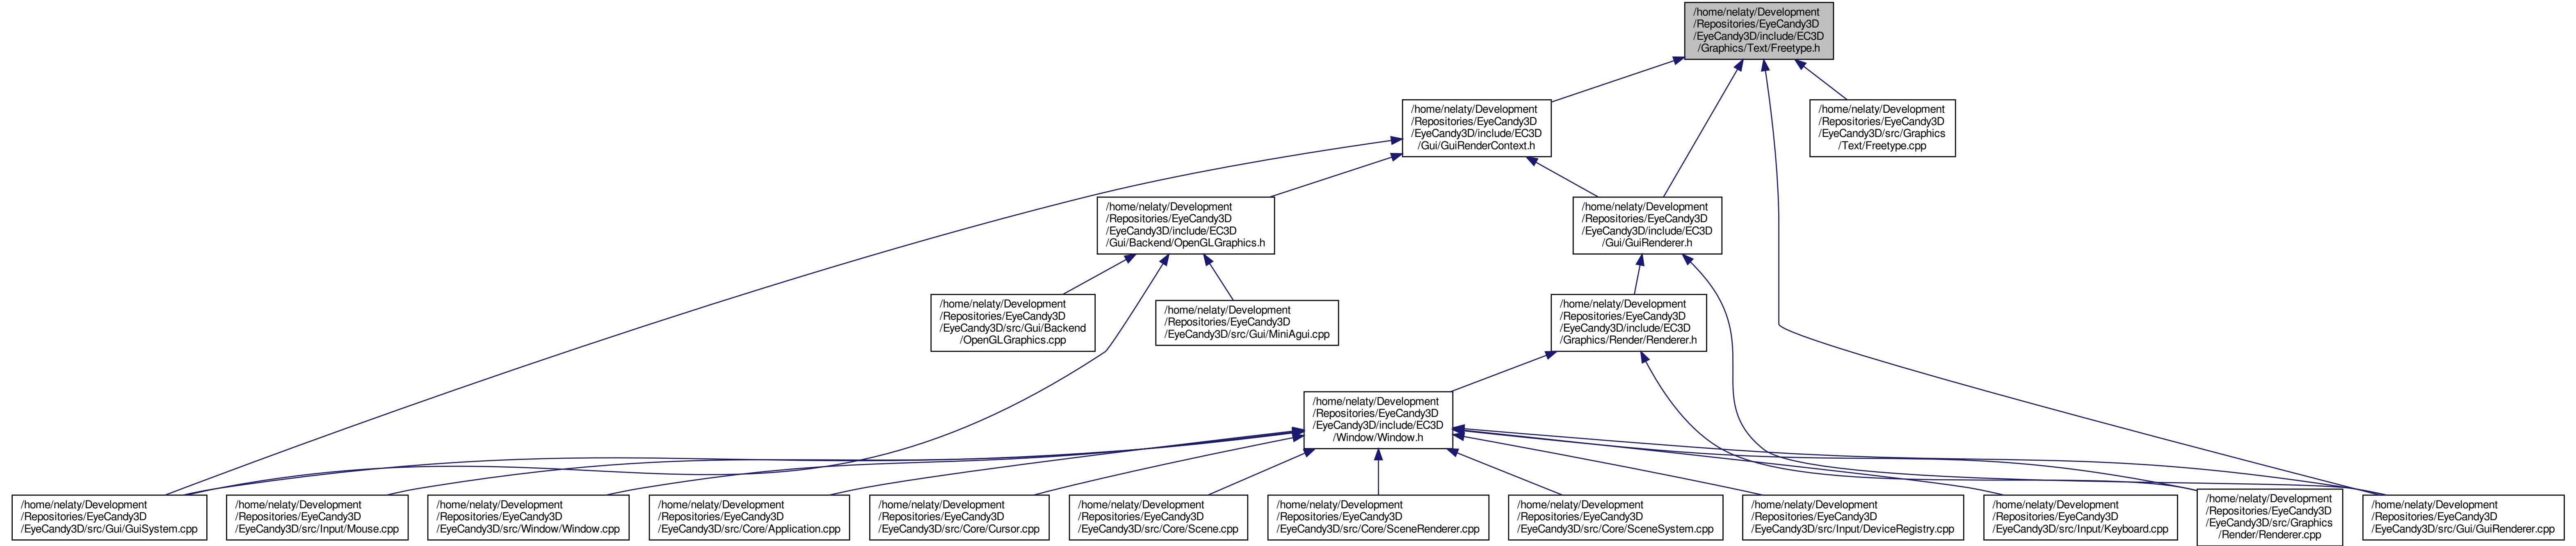 /home/nelaty/Development
/Repositories/EyeCandy3D
/EyeCandy3D/include/EC3D
/Graphics/Text/Freetype.h
/home/nelaty/Development
/Repositories/EyeCandy3D
/EyeCandy3D/include/EC3D
/Gui/GuiRenderContext.h
/home/nelaty/Development
/Repositories/EyeCandy3D
/EyeCandy3D/src/Graphics
/Text/Freetype.cpp
/home/nelaty/Development
/Repositories/EyeCandy3D
/EyeCandy3D/include/EC3D
/Gui/Backend/OpenGLGraphics.h
/home/nelaty/Development
/Repositories/EyeCandy3D
/EyeCandy3D/include/EC3D
/Gui/GuiRenderer.h
/home/nelaty/Development
/Repositories/EyeCandy3D
/EyeCandy3D/src/Gui/Backend
/OpenGLGraphics.cpp
/home/nelaty/Development
/Repositories/EyeCandy3D
/EyeCandy3D/src/Gui/MiniAgui.cpp
/home/nelaty/Development
/Repositories/EyeCandy3D
/EyeCandy3D/include/EC3D
/Graphics/Render/Renderer.h
/home/nelaty/Development
/Repositories/EyeCandy3D
/EyeCandy3D/include/EC3D
/Window/Window.h
/home/nelaty/Development
/Repositories/EyeCandy3D
/EyeCandy3D/src/Gui/GuiSystem.cpp
/home/nelaty/Development
/Repositories/EyeCandy3D
/EyeCandy3D/src/Input/Mouse.cpp
/home/nelaty/Development
/Repositories/EyeCandy3D
/EyeCandy3D/src/Window/Window.cpp
/home/nelaty/Development
/Repositories/EyeCandy3D
/EyeCandy3D/src/Core/Application.cpp
/home/nelaty/Development
/Repositories/EyeCandy3D
/EyeCandy3D/src/Core/Cursor.cpp
/home/nelaty/Development
/Repositories/EyeCandy3D
/EyeCandy3D/src/Core/Scene.cpp
/home/nelaty/Development
/Repositories/EyeCandy3D
/EyeCandy3D/src/Core/SceneRenderer.cpp
/home/nelaty/Development
/Repositories/EyeCandy3D
/EyeCandy3D/src/Core/SceneSystem.cpp
/home/nelaty/Development
/Repositories/EyeCandy3D
/EyeCandy3D/src/Input/DeviceRegistry.cpp
/home/nelaty/Development
/Repositories/EyeCandy3D
/EyeCandy3D/src/Input/Keyboard.cpp
/home/nelaty/Development
/Repositories/EyeCandy3D
/EyeCandy3D/src/Graphics
/Render/Renderer.cpp
/home/nelaty/Development
/Repositories/EyeCandy3D
/EyeCandy3D/src/Gui/GuiRenderer.cpp